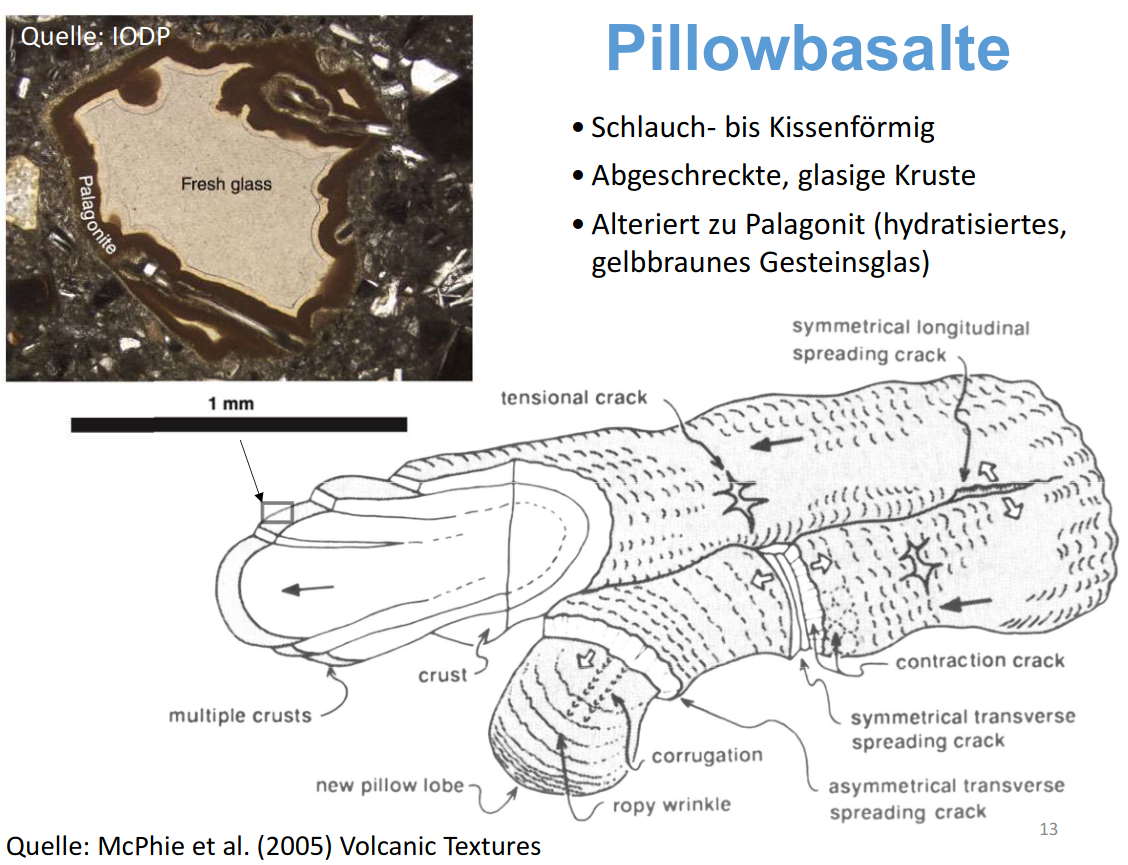 Quelle: IODP
Fresh glass
Palagonite
1 mm
Pillowbasalte
• Schlauch- bis Kissenförmig
• Abgeschreckte, glasige Kruste
• Alteriert zu Palagonit (hydratisiertes,
gelbbraunes Gesteinsglas)
symmetrical longitudinal
spreading crack
tensional crack
crust
multiple crusts
new pillow lobe
ropy wrinkle
corrugation
contraction crack
symmetrical transverse
spreading crack
asymmetrical transverse
spreading crack
13
Quelle: McPhie et al. (2005) Volcanic Textures